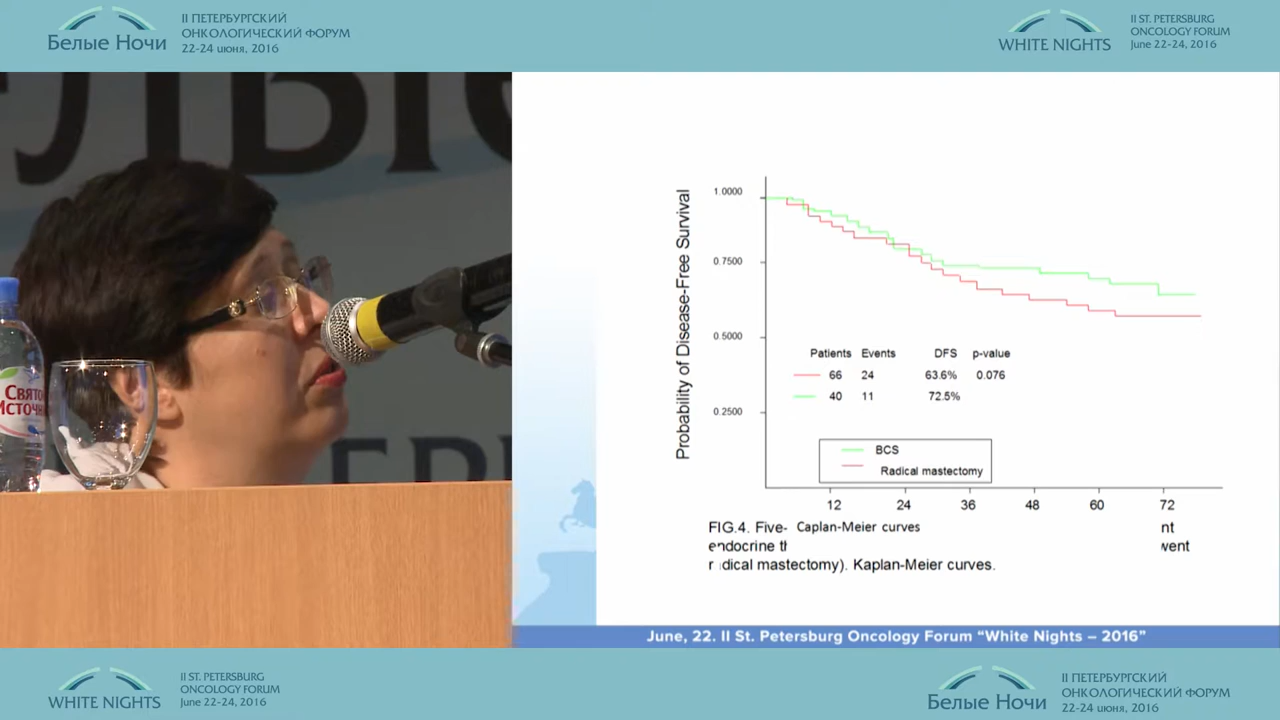 II ПЕТЕРБУРГСКИЙ
ОНКОЛОГИЧЕСКИЙ ФОРУМ
22-24 июня, 2016
Белые Ночи
II ST. PETERSBURG
ONCOLOGY FORUM
June 22-24, 2016
WHITE NIGHTS
СВЯТО
ИСТОЧН
Probability of Disease-Free Survival
1.0000
0.7500
0.5000
0.2500
Patients Events DFS p-value
66 24 63.6% 0.076
40 11 72.5%
BCS
Radical mastectomy
12 24 36 48 60 72
FIG.4. Five- Caplan-Meier curves nt
endocrine th went
r dical mastectomy). Kaplan-Meier curves.
June, 22. II St. Petersburg Oncology Forum "White Nights – 2016"
II ST. PETERSBURG
ONCOLOGY FORUM
June 22-24, 2016
WHITE NIGHTS
II ПЕТЕРБУРГСКИЙ
ОНКОЛОГИЧЕСКИЙ ФОРУМ
22-24 июня, 2016
Белые Ночи